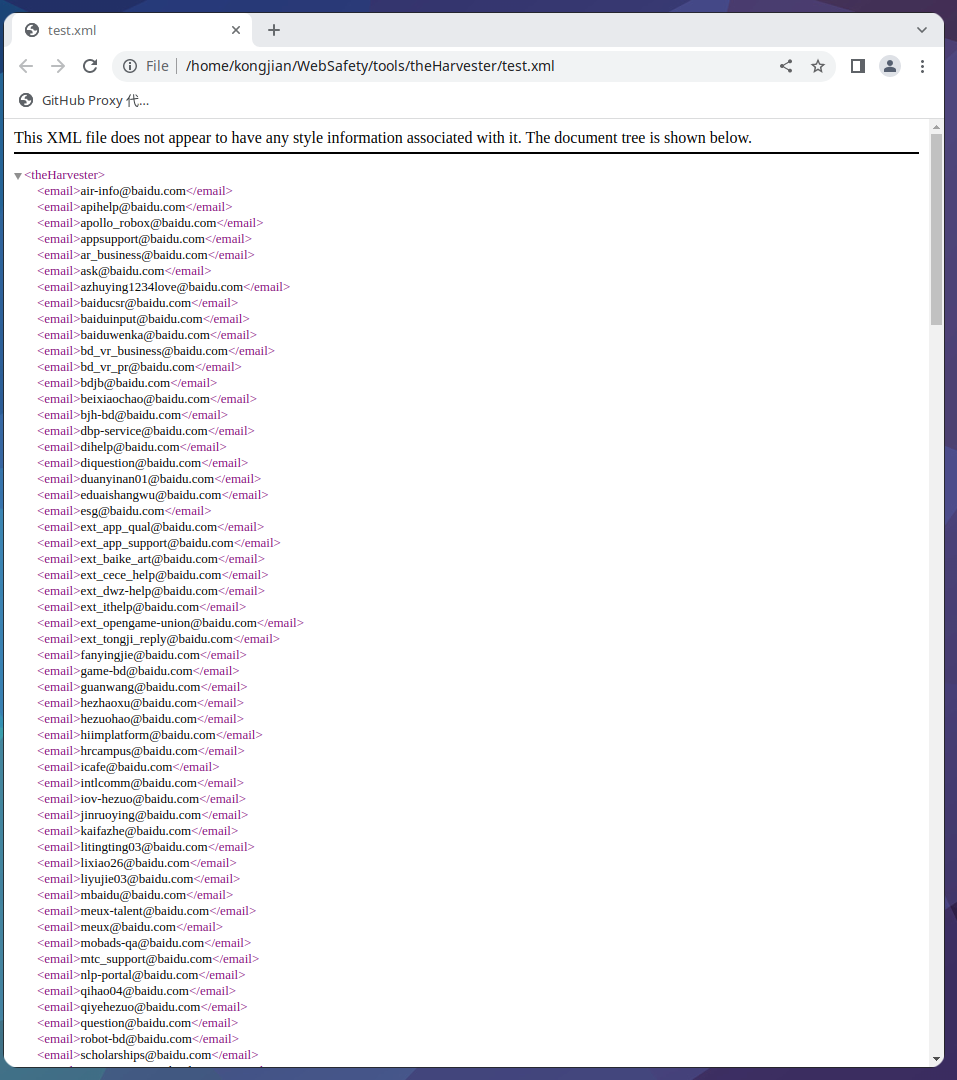 test.xml
File /home/kongjian/WebSafety/tools/theHarvester/test.xml
GitHub Proxy 代...
This XML file does not appear to have any style information associated with it. The document tree is shown below.
<theHarvester>
<email>air-info@baidu.com</email>
<email>apihelp@baidu.com</email>
<email>apollo_robox@baidu.com</email>
<email>appsupport@baidu.com</email>
<email>ar_business@baidu.com</email>
<email>ask@baidu.com</email>
<email>azhuying1234love@baidu.com</email>
<email>baiducsr@baidu.com</email>
<email>baiduinput@baidu.com</email>
<email>baiduwenka@baidu.com</email>
<email>bd_vr_business@baidu.com</email>
<email>bd_vr_pr@baidu.com</email>
<email>bdjb@baidu.com</email>
<email>beixiaochao@baidu.com</email>
<email>bjh-bd@baidu.com</email>
<email>dbp-service@baidu.com</email>
<email>dihelp@baidu.com</email>
<email>diquestion@baidu.com</email>
<email>duanyinan01@baidu.com</email>
<email>eduaishangwu@baidu.com</email>
<email>esg@baidu.com</email>
<email>ext_app_qual@baidu.com</email>
<email>ext_app_support@baidu.com</email>
<email>ext_baike_art@baidu.com</email>
<email>ext_cece_help@baidu.com</email>
<email>ext_dwz-help@baidu.com</email>
<email>ext_ithelp@baidu.com</email>
<email>ext_opengame-union@baidu.com</email>
<email>ext_tongji_reply@baidu.com</email>
<email>fanyingjie@baidu.com</email>
<email>game-bd@baidu.com</email>
<email>guanwang@baidu.com</email>
<email>hezhaoxu@baidu.com</email>
<email>hezuohao@baidu.com</email>
<email>hiimplatform@baidu.com</email>
<email>hrcampus@baidu.com</email>
<email>icafe@baidu.com</email>
<email>intlcomm@baidu.com</email>
<email>iov-hezuo@baidu.com</email>
<email>jinruoying@baidu.com</email>
<email>kaifazhe@baidu.com</email>
<email>litingting03@baidu.com</email>
<email>lixiao26@baidu.com</email>
<email>liyujie03@baidu.com</email>
<email>mbaidu@baidu.com</email>
<email>meux-talent@baidu.com</email>
<email>meux@baidu.com</email>
<email>mobads-qa@baidu.com</email>
<email>mtc_support@baidu.com</email>
<email>nlp-portal@baidu.com</email>
<email>qihao04@baidu.com</email>
<email>qiyehezuo@baidu.com</email>
<email>question@baidu.com</email>
<email>robot-bd@baidu.com</email>
<email>scholarships@baidu.com</email>